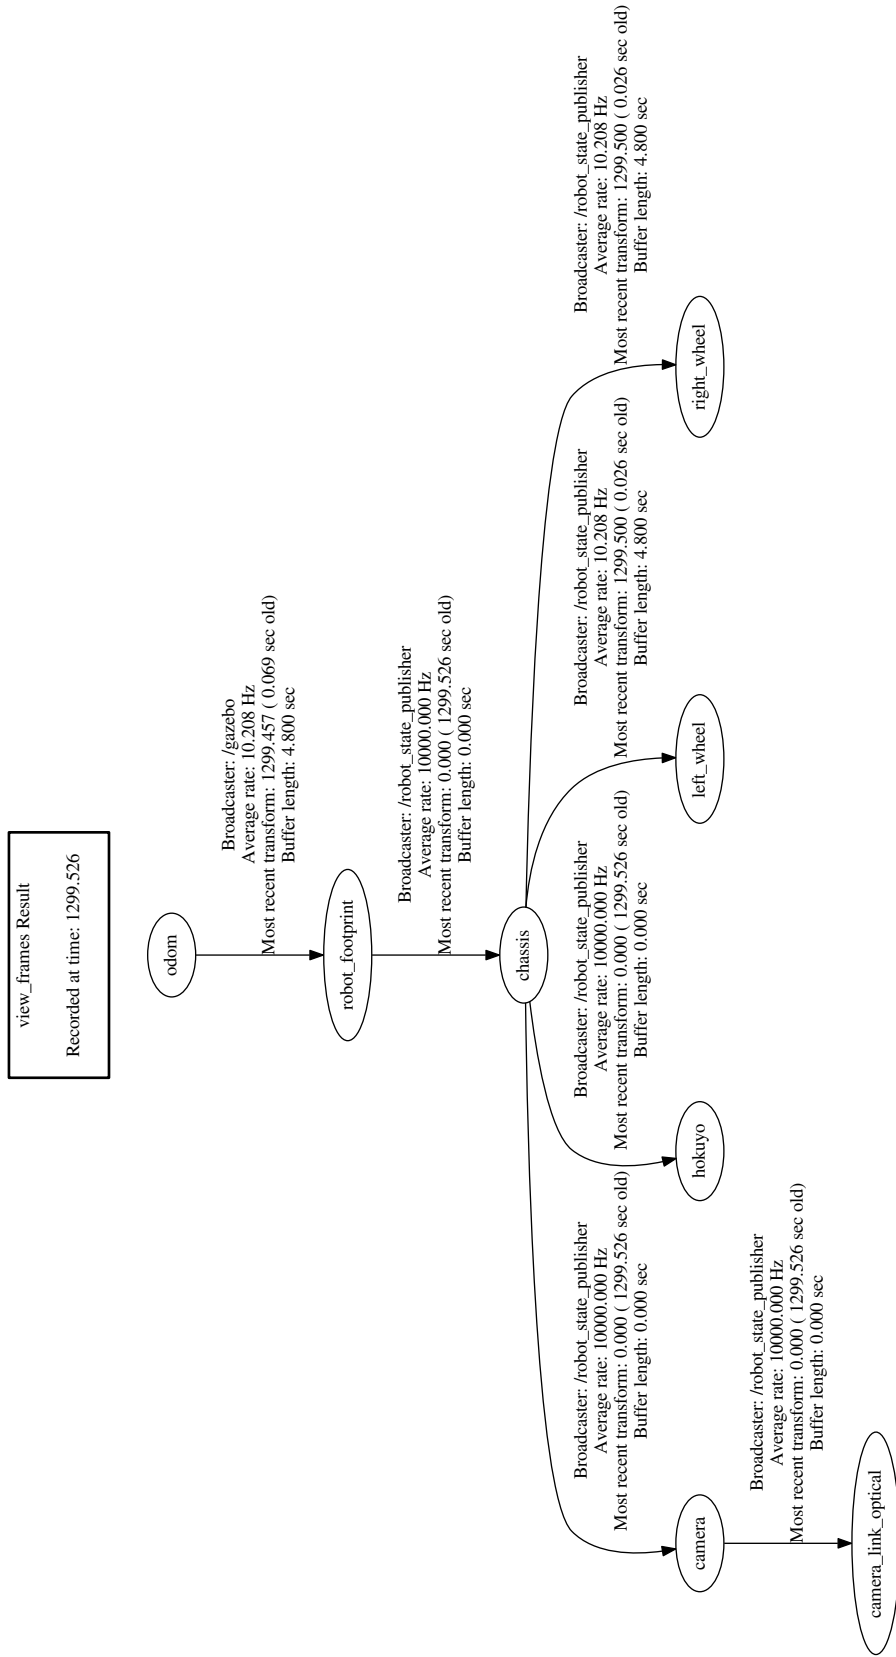 view_frames Result
Recorded at time: 1299.526
odom
Broadcaster: /gazebo
Average rate: 10.208 Hz
Most recent transform: 1299.457 ( 0.069 sec old)
Buffer length: 4.800 sec
robot_footprint
Broadcaster: /robot_state_publisher
Average rate: 10000.000 Hz
Most recent transform: 0.000 ( 1299.526 sec old)
Buffer length: 0.000 sec
chassis
Broadcaster: /robot_state_publisher
Average rate: 10000.000 Hz
Most recent transform: 0.000 ( 1299.526 sec old)
Buffer length: 0.000 sec
Broadcaster: /robot_state_publisher
Average rate: 10000.000 Hz
Most recent transform: 0.000 ( 1299.526 sec old)
Buffer length: 0.000 sec
Broadcaster: /robot_state_publisher
Average rate: 10.208 Hz
Most recent transform: 1299.500 ( 0.026 sec old)
Buffer length: 4.800 sec
Broadcaster: /robot_state_publisher
Average rate: 10.208 Hz
Most recent transform: 1299.500 ( 0.026 sec old)
Buffer length: 4.800 sec
camera
hokuyo
left_wheel
right_wheel
Broadcaster: /robot_state_publisher
Average rate: 10000.000 Hz
Most recent transform: 0.000 ( 1299.526 sec old)
Buffer length: 0.000 sec
camera_link_optical